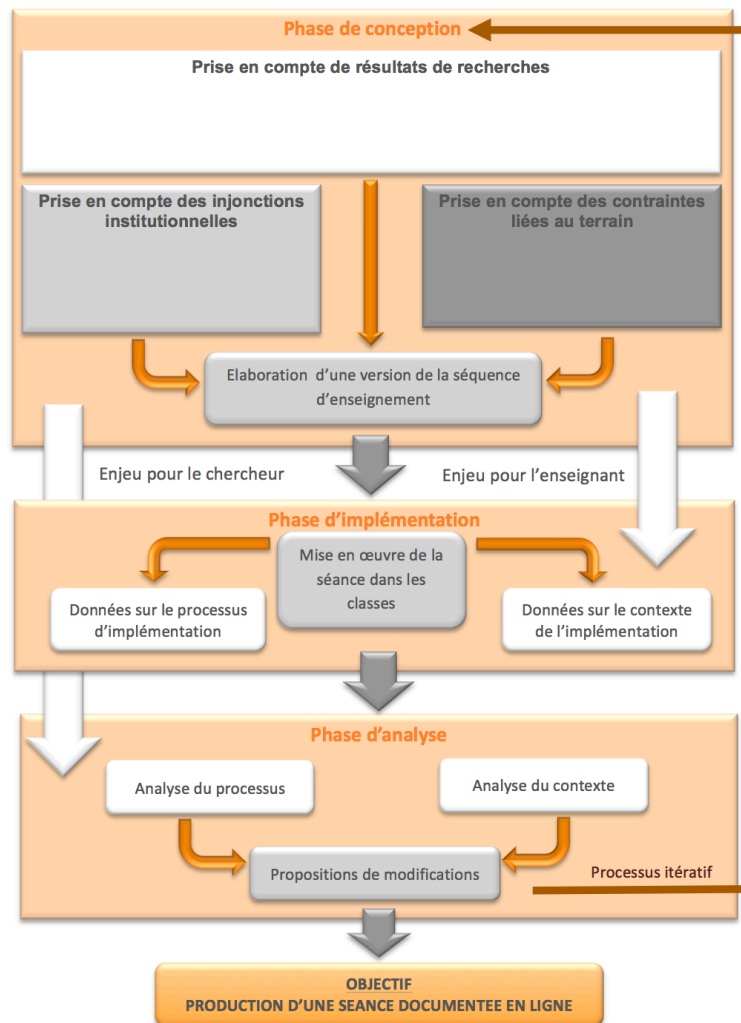 Phase de conception
Prise en compte de résultats de recherches
Prise en compte des injonctions
institutionnelles
Prise en compte des contraintes
liées au terrain
Elaboration d’une version de la séquence
d’enseignement
Enjeu pour le chercheur
Enjeu pour l’enseignant
Phase d’implémentation
Mise en œuvre de la
séance dans les
classes
Données sur le processus
d’implémentation
Données sur le contexte
de l’implémentation
Phase d’analyse
Analyse du processus
Analyse du contexte
Propositions de modifications
Processus itératif
OBJECTIF
PRODUCTION D’UNE SEANCE DOCUMENTEE EN LIGNE